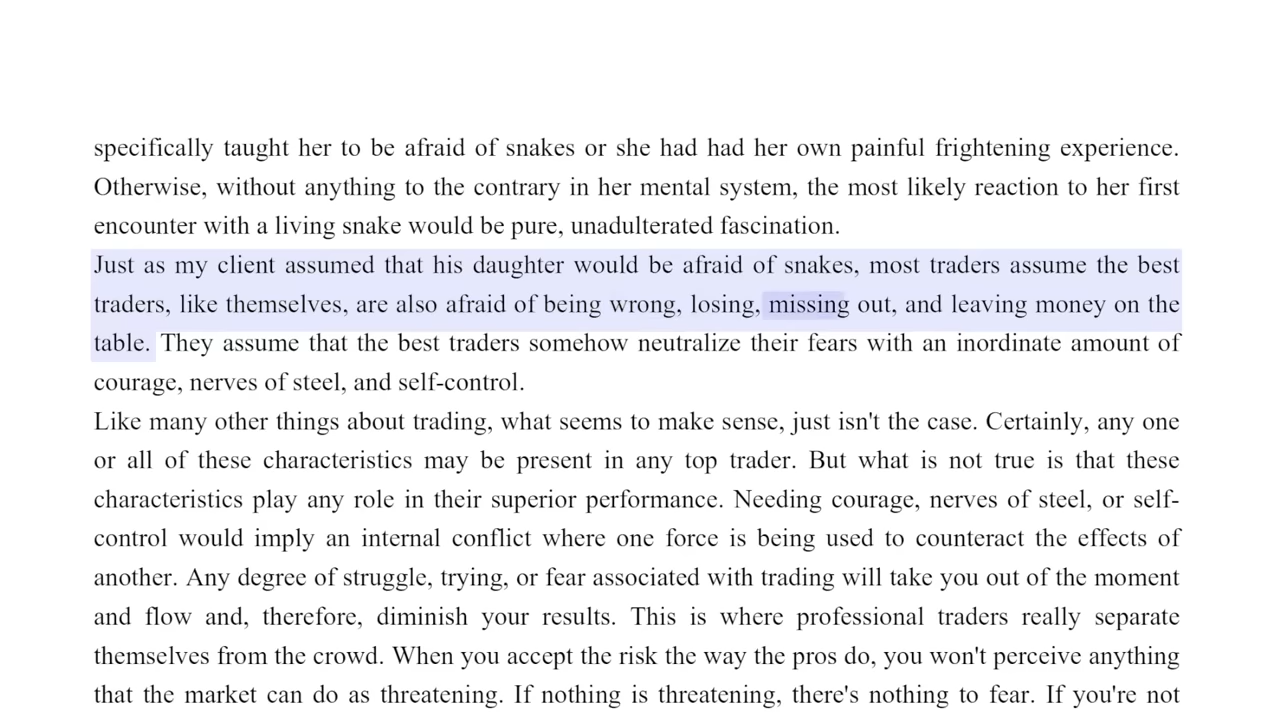 specifically taught her to be afraid of snakes or she had had her own painful frightening experience.
Otherwise, without anything to the contrary in her mental system, the most likely reaction to her first
encounter with a living snake would be pure, unadulterated fascination.
Just as my client assumed that his daughter would be afraid of snakes, most traders assume the best
traders, like themselves, are also afraid of being wrong, losing, missing out, and leaving money on the
table. They assume that the best traders somehow neutralize their fears with an inordinate amount of
courage, nerves of steel, and self-control.
Like many other things about trading, what seems to make sense, just isn't the case. Certainly, any one
or all of these characteristics may be present in any top trader. But what is not true is that these
characteristics play any role in their superior performance. Needing courage, nerves of steel, or self-
control would imply an internal conflict where one force is being used to counteract the effects of
another. Any degree of struggle, trying, or fear associated with trading will take you out of the moment
and flow and, therefore, diminish your results. This is where professional traders really separate
themselves from the crowd. When you accept the risk the way the pros do, you won't perceive anything
that the market can do as threatening. If nothing is threatening, there's nothing to fear. If you're not